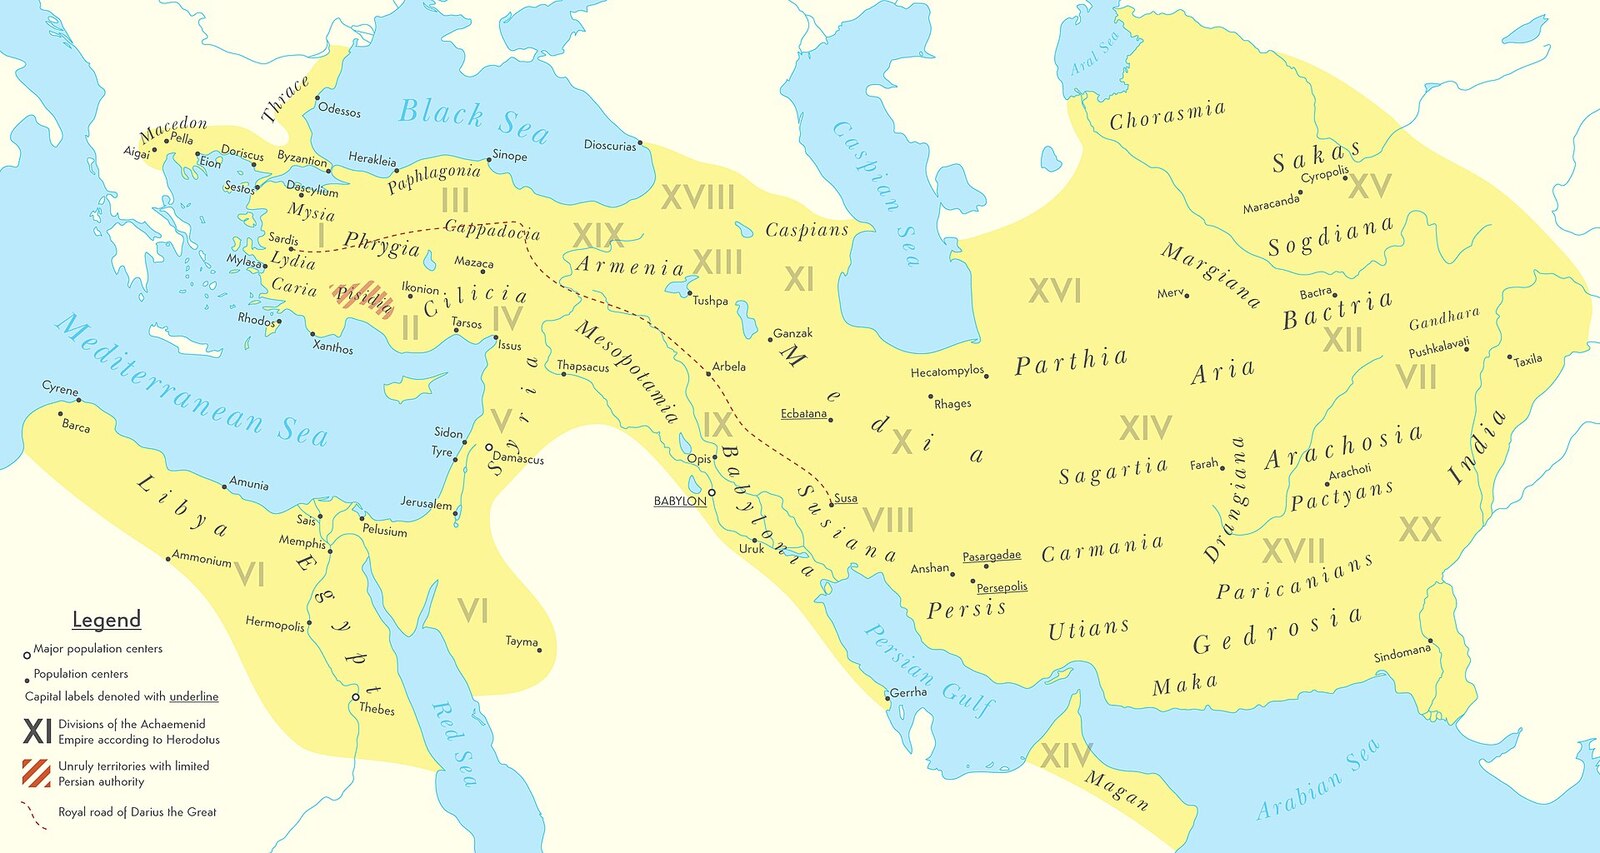 Thrace
Odessos
Black Sea
Macedon
Pella
Aigai
Eion
Doriscus
Byzantion
Herakleia
Sinope
Dioscurias
Paphlagonia
Sestos
Dascylium
Mysia
III
XVIII
I
Sardis
Phrygia
Gappadocia
XIX
Caspians
Mylasa
Lydia
Mazaca
Armenia
XIII
XI
Caria
Pisidia
Ikonion
Cilicia
Tushpa
Rhodos
II
Tarsos
IV
Xanthos
Issus
Mesopotamia
Ganzak
Media
Thapsacus
Arbela
Ecbatana
X
Caspian Sea
Aral Sea
Chorasmia
Sakas
Cyropolis
XV
Maracanda
Sogdiana
Margiana
Merv
XVI
Bactra
Bactria
XII
Gandhara
Pushkalavati
Taxila
VII
Hecatompylos
Parthia
Aria
Rhages
XIV
Sagartia
Farah
Drangiana
Arachosia
Arachoti
Pactyans
India
XX
XVII
Paricanians
Gedrosia
Sindomana
Maka
Utians
Carmania
Mediterranean Sea
Cyrene
Barca
Libya
Amunia
Ammonium
VI
Sidon
Tyre
V
Syria
Damascus
Jerusalem
Sais
Pelusium
Memphis
Egypt
Hermopolis
Thebes
VI
Tayma
Red Sea
IX
Opis
BABYLON
Babylonia
Uruk
Susa
Susiana
VIII
Anshan
Pasargadae
Persepolis
Persis
Persian Gulf
Gerrha
XIV
Magan
Arabian Sea
Legend
Major population centers
Population centers
Capital labels denoted with underline
XI
Divisions of the Achaemenid
Empire according to Herodotus
Unruly territories with limited
Persian authority
Royal road of Darius the Great